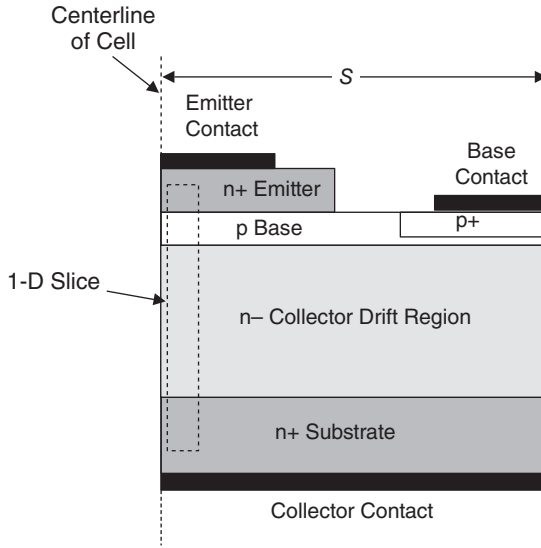 Centerline
of Cell
S
Emitter
Contact
Base
Contact
n+ Emitter
p+
p Base
1-D Slice
n– Collector Drift Region
n+ Substrate
Collector Contact